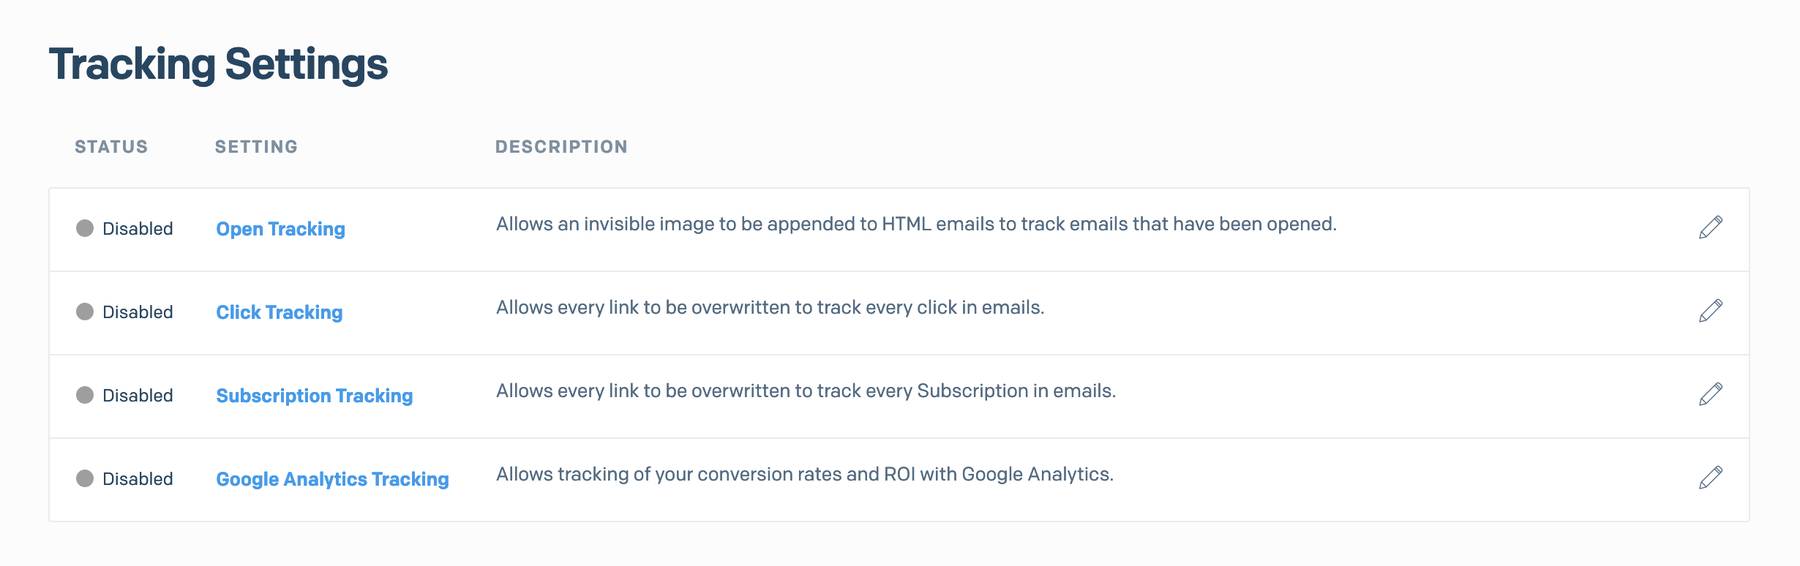 Tracking Settings
STATUS SETTING DESCRIPTION
Disabled Open Tracking Allows an invisible image to be appended to HTML emails to track emails that have been opened.
Disabled Click Tracking Allows every link to be overwritten to track every click in emails.
Disabled Subscription Tracking Allows every link to be overwritten to track every Subscription in emails.
Disabled Google Analytics Tracking Allows tracking of your conversion rates and ROI with Google Analytics.